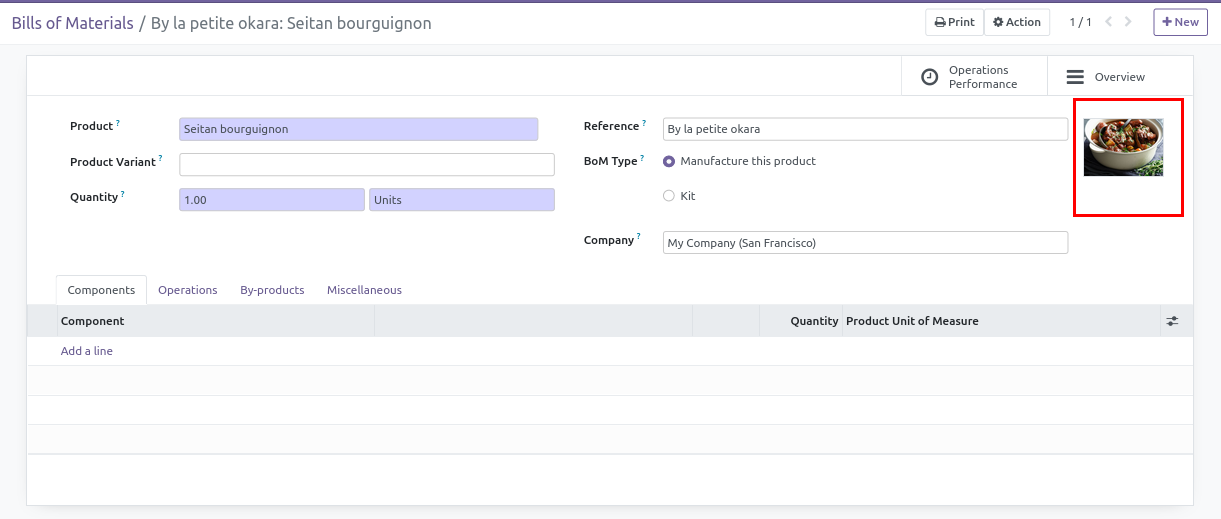 Bills of Materials / By la petite okara: Seitan bourguignon
Print Action 1 / 1 New
Operations Performance
Overview
Product ? Seitan bourguignon
Reference ? By la petite okara
Product Variant ?
BoM Type ? Manufacture this product
Quantity ? 1.00 Units
Kit
Company ? My Company (San Francisco)
Components Operations By-products Miscellaneous
Component Quantity Product Unit of Measure
Add a line